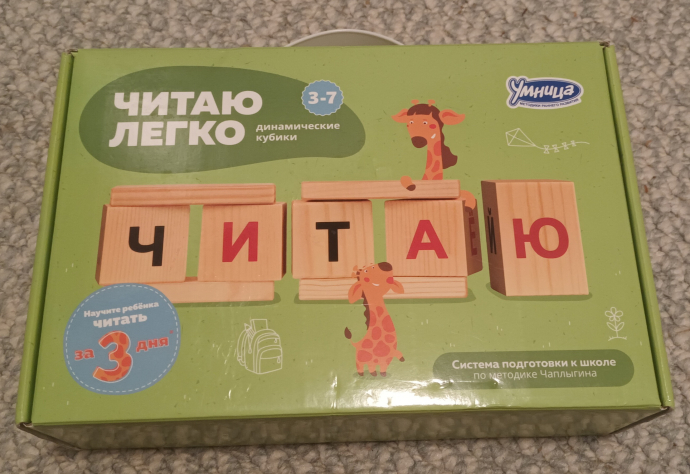 ЧИТАЮ
ЛЕГКО
3-7
динамические
кубики
Умница
Ч И Т А Й Ю
Научите ребёнка
читать
за 3 дня
Система подготовки к школе
по методике Чаплыгина